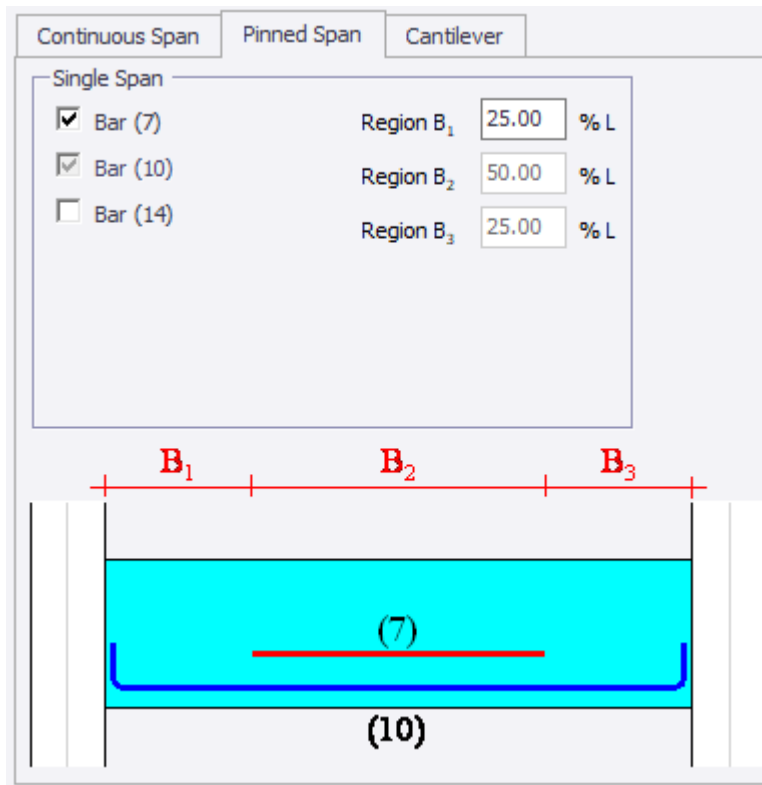 Continuous Span Pinned Span Cantilever
Single Span
Bar (7) Region B₁ 25.00 % L
Bar (10) Region B₂ 50.00 % L
Bar (14) Region B₃ 25.00 % L
B₁ B₂ B₃
(7)
(10)